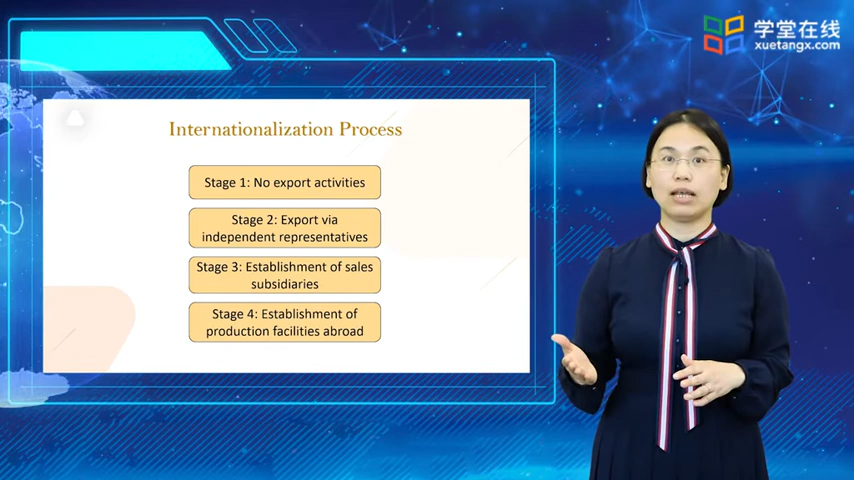 学堂在线
xuetangx.com
Internationalization Process
Stage 1: No export activities
Stage 2: Export via
independent representatives
Stage 3: Establishment of sales
subsidiaries
Stage 4: Establishment of
production facilities abroad